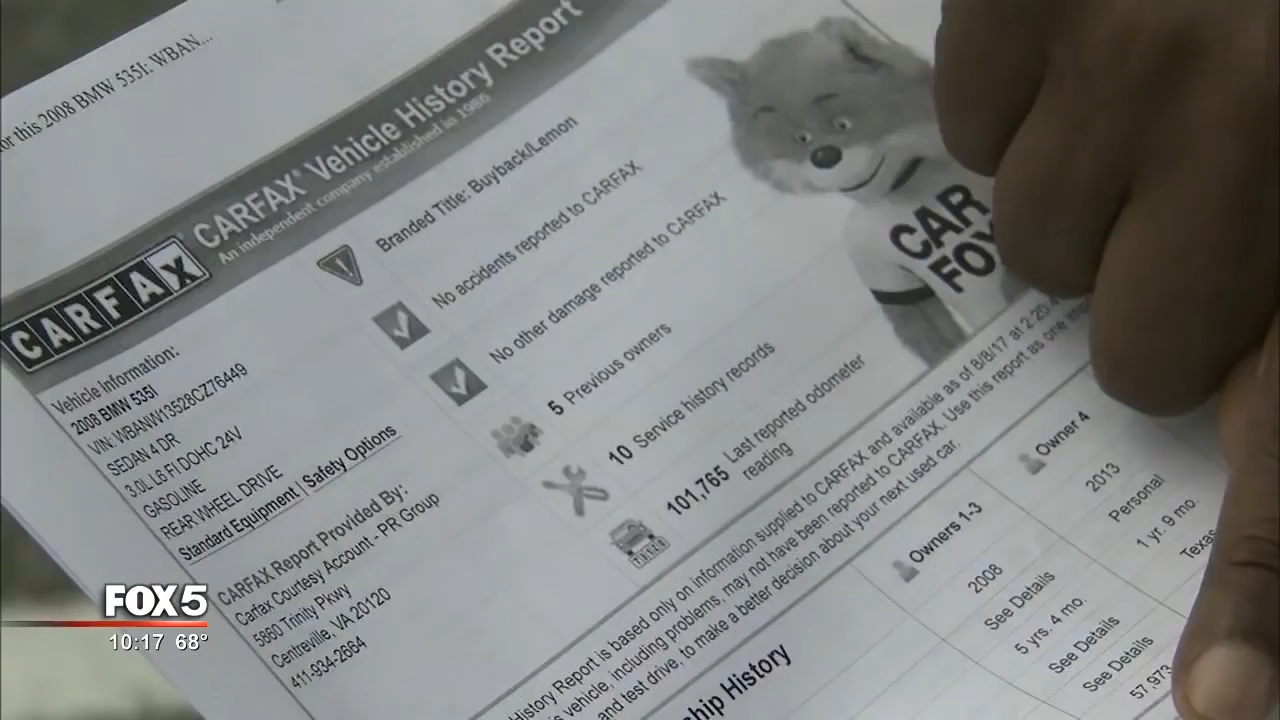 or this 2008 BMW 535I: WBAN...
CARFAX
CARFAX Vehicle History Report
An independent company established in 1986
Vehicle Information:
2008 BMW 535I
VIN: WBANW13528CZ76449
SEDAN 4 DR
3.0L L6 FI DOHC 24V
GASOLINE
REAR WHEEL DRIVE
Standard Equipment | Safety Options
CARFAX Report Provided By:
Carfax Courtesy Account - PR Group
5860 Trinity Pkwy
Centreville, VA 20120
411-934-2664
Branded Title: Buyback/Lemon
No accidents reported to CARFAX
No other damage reported to CARFAX
5 Previous owners
10 Service history records
101,765 Last reported odometer
reading
CAR
FOX
History Report is based only on information supplied to CARFAX and available as of 8/8/17 at 2:20
s vehicle, including problems, may not have been reported to CARFAX. Use this report as one
and test drive, to make a better decision about your next used car.
ship History
Owners 1-3
2008
See Details
5 yrs. 4 mo.
See Details
See Details
57,973
Owner 4
2013
Personal
1 yr. 9 mo.
Texas
FOX 5
10:17 68°